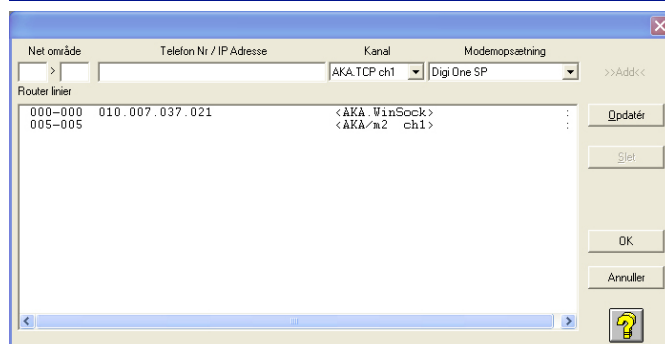 Net område Telefon Nr / IP Adresse Kanal Modemopsætning
> AKA.TCP ch1 Digi One SP >>Add<<
Router linier
000-000 010.007.037.021 <AKA.WinSock> :
005-005 <AKA/m2 ch1> :
Opdatér
Slet
OK
Annuller